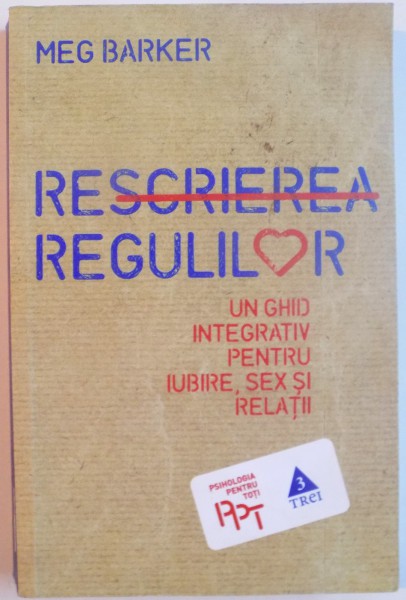 MEG BARKER
RESCRIEREA
REGULILOR
UN GHID
INTEGRATIV
PENTRU
IUBIRE, SEX ȘI
RELAȚII
PSIHOLOGIA
PENTRU
TOȚI
PPT
3
TREI